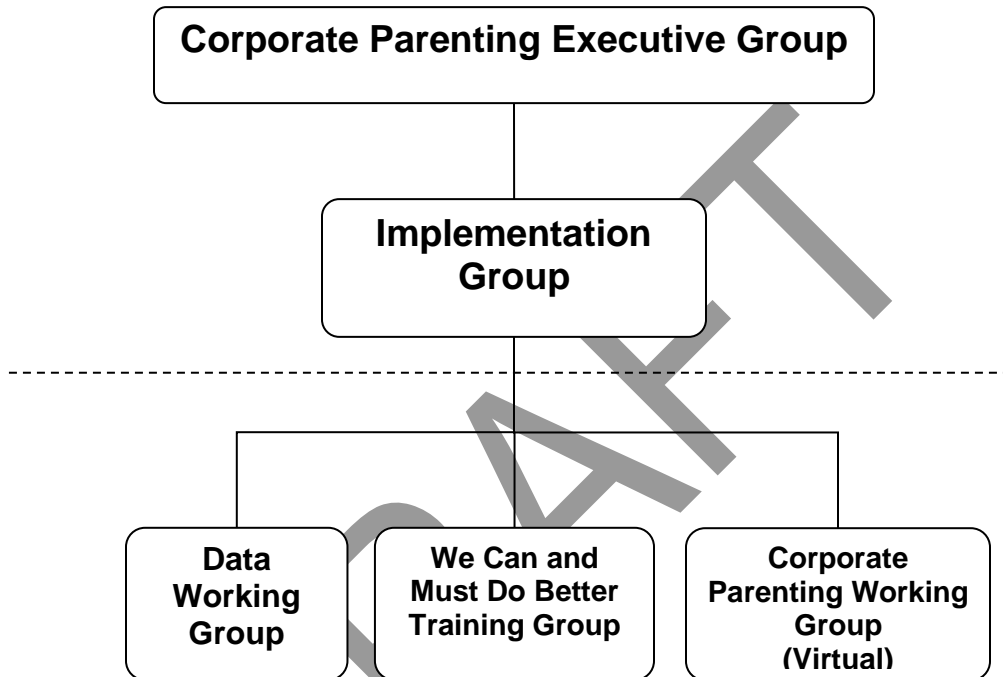 Corporate Parenting Executive Group
Implementation
Group
Data
Working
Group
We Can and
Must Do Better
Training Group
Corporate
Parenting Working
Group
(Virtual)
DRAFT